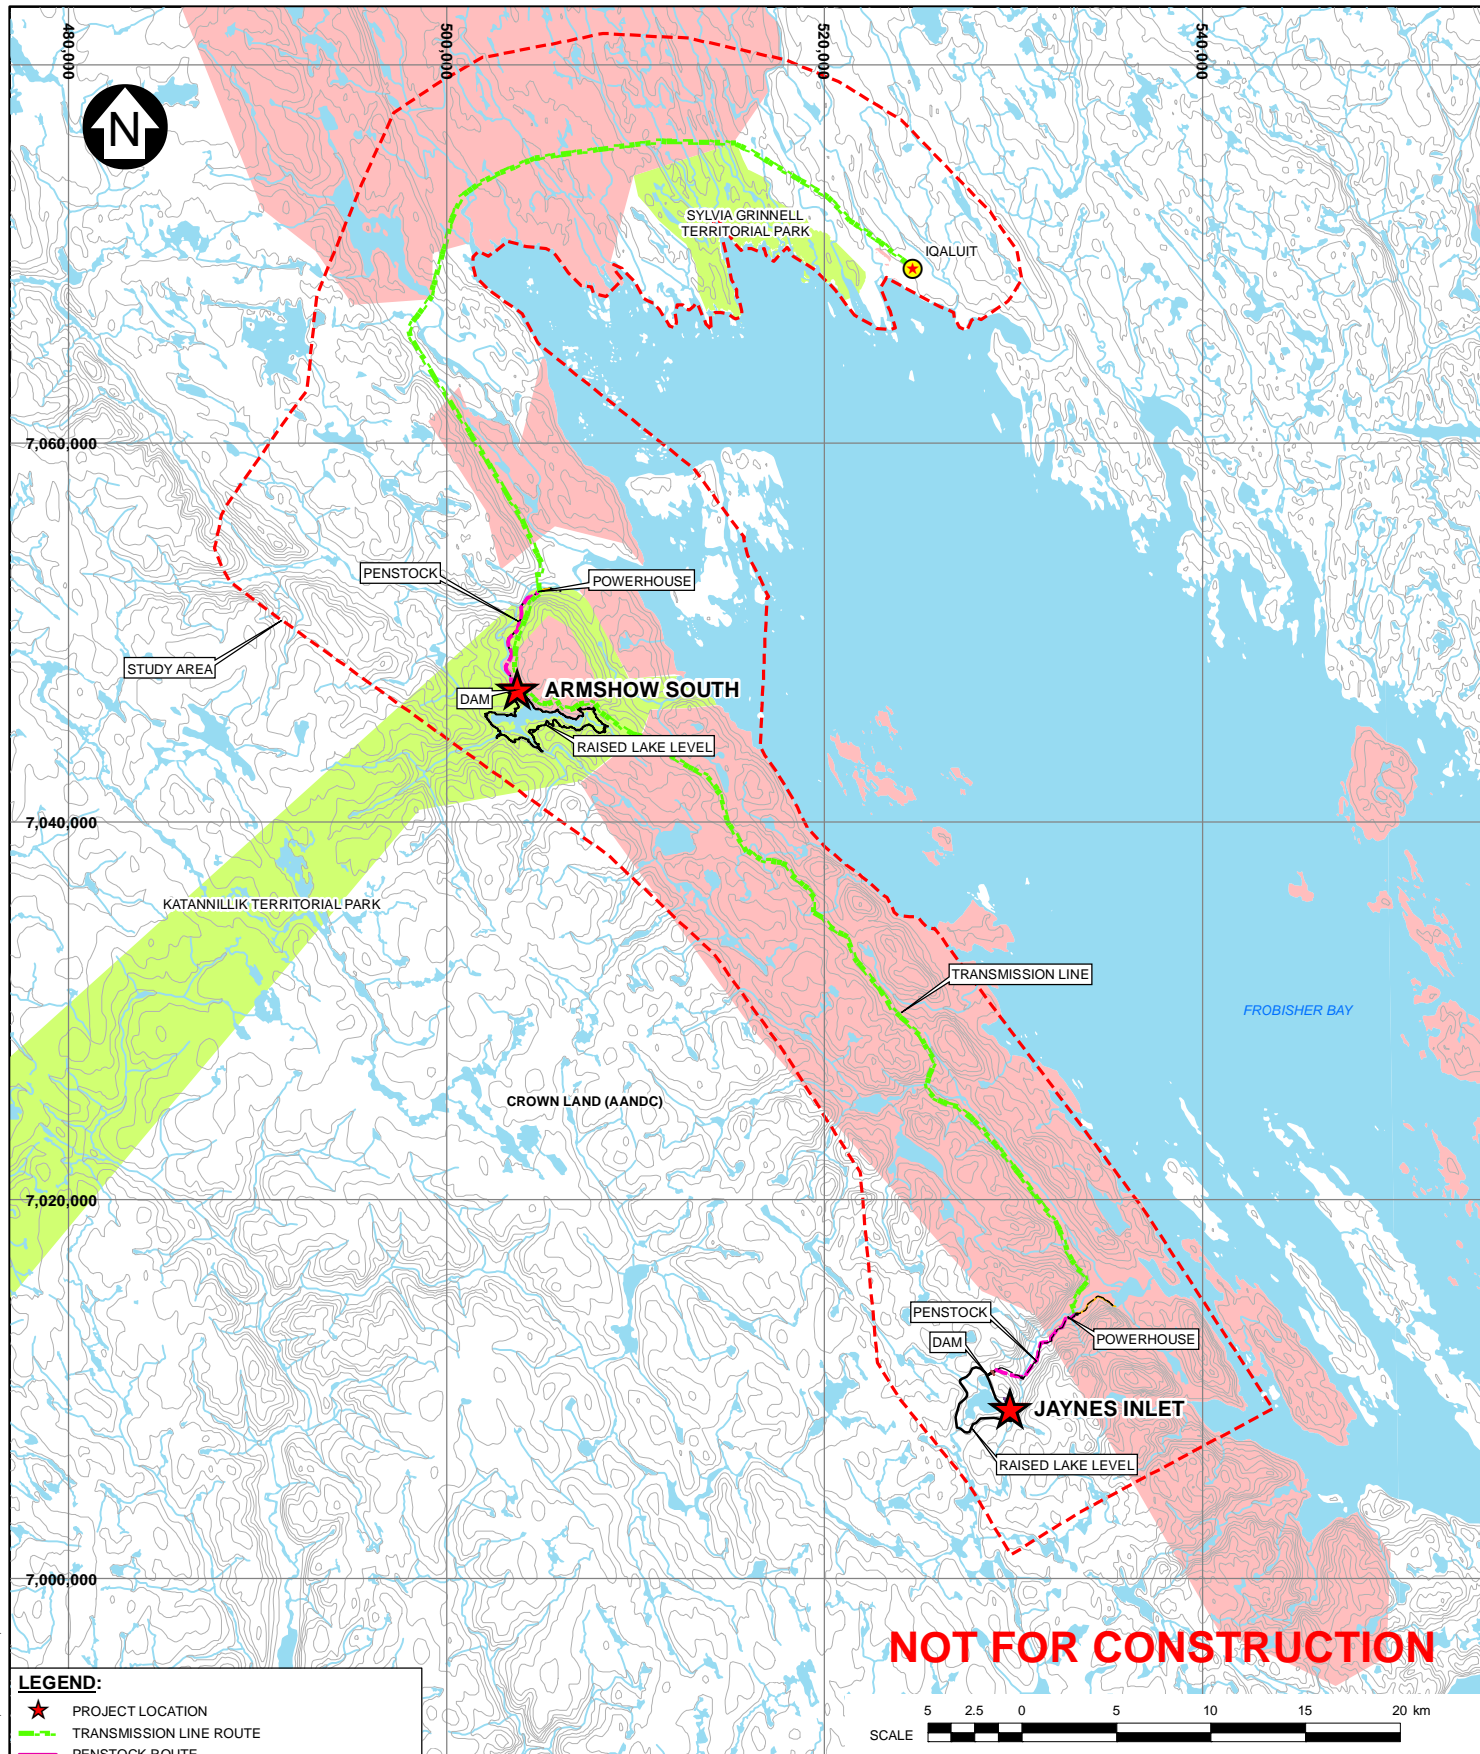 480,000
500,000
520,000
540,000
N
SYLVIA GRINNELL
TERRITORIAL PARK
IQALUIT
7,060,000
PENSTOCK
POWERHOUSE
STUDY AREA
DAM
ARMSHOW SOUTH
RAISED LAKE LEVEL
7,040,000
KATANNILLIK TERRITORIAL PARK
TRANSMISSION LINE
FROBISHER BAY
CROWN LAND (AANDC)
7,020,000
PENSTOCK
DAM
POWERHOUSE
JAYNES INLET
RAISED LAKE LEVEL
7,000,000
NOT FOR CONSTRUCTION
LEGEND:
PROJECT LOCATION
TRANSMISSION LINE ROUTE
PENSTOCK ROUTE
5 2.5 0 5 10 15 20 km
SCALE